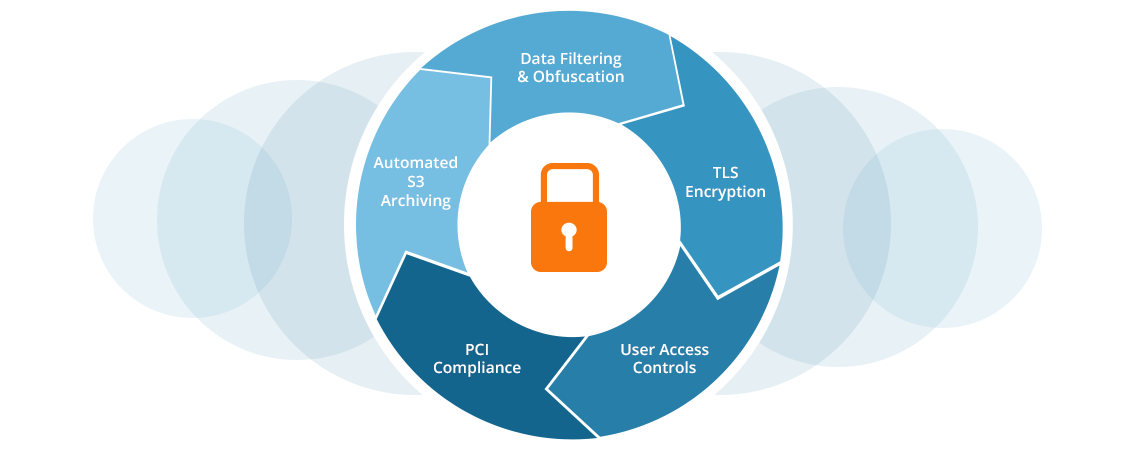 Data Filtering
& Obfuscation
TLS
Encryption
User Access
Controls
PCI
Compliance
Automated
S3
Archiving